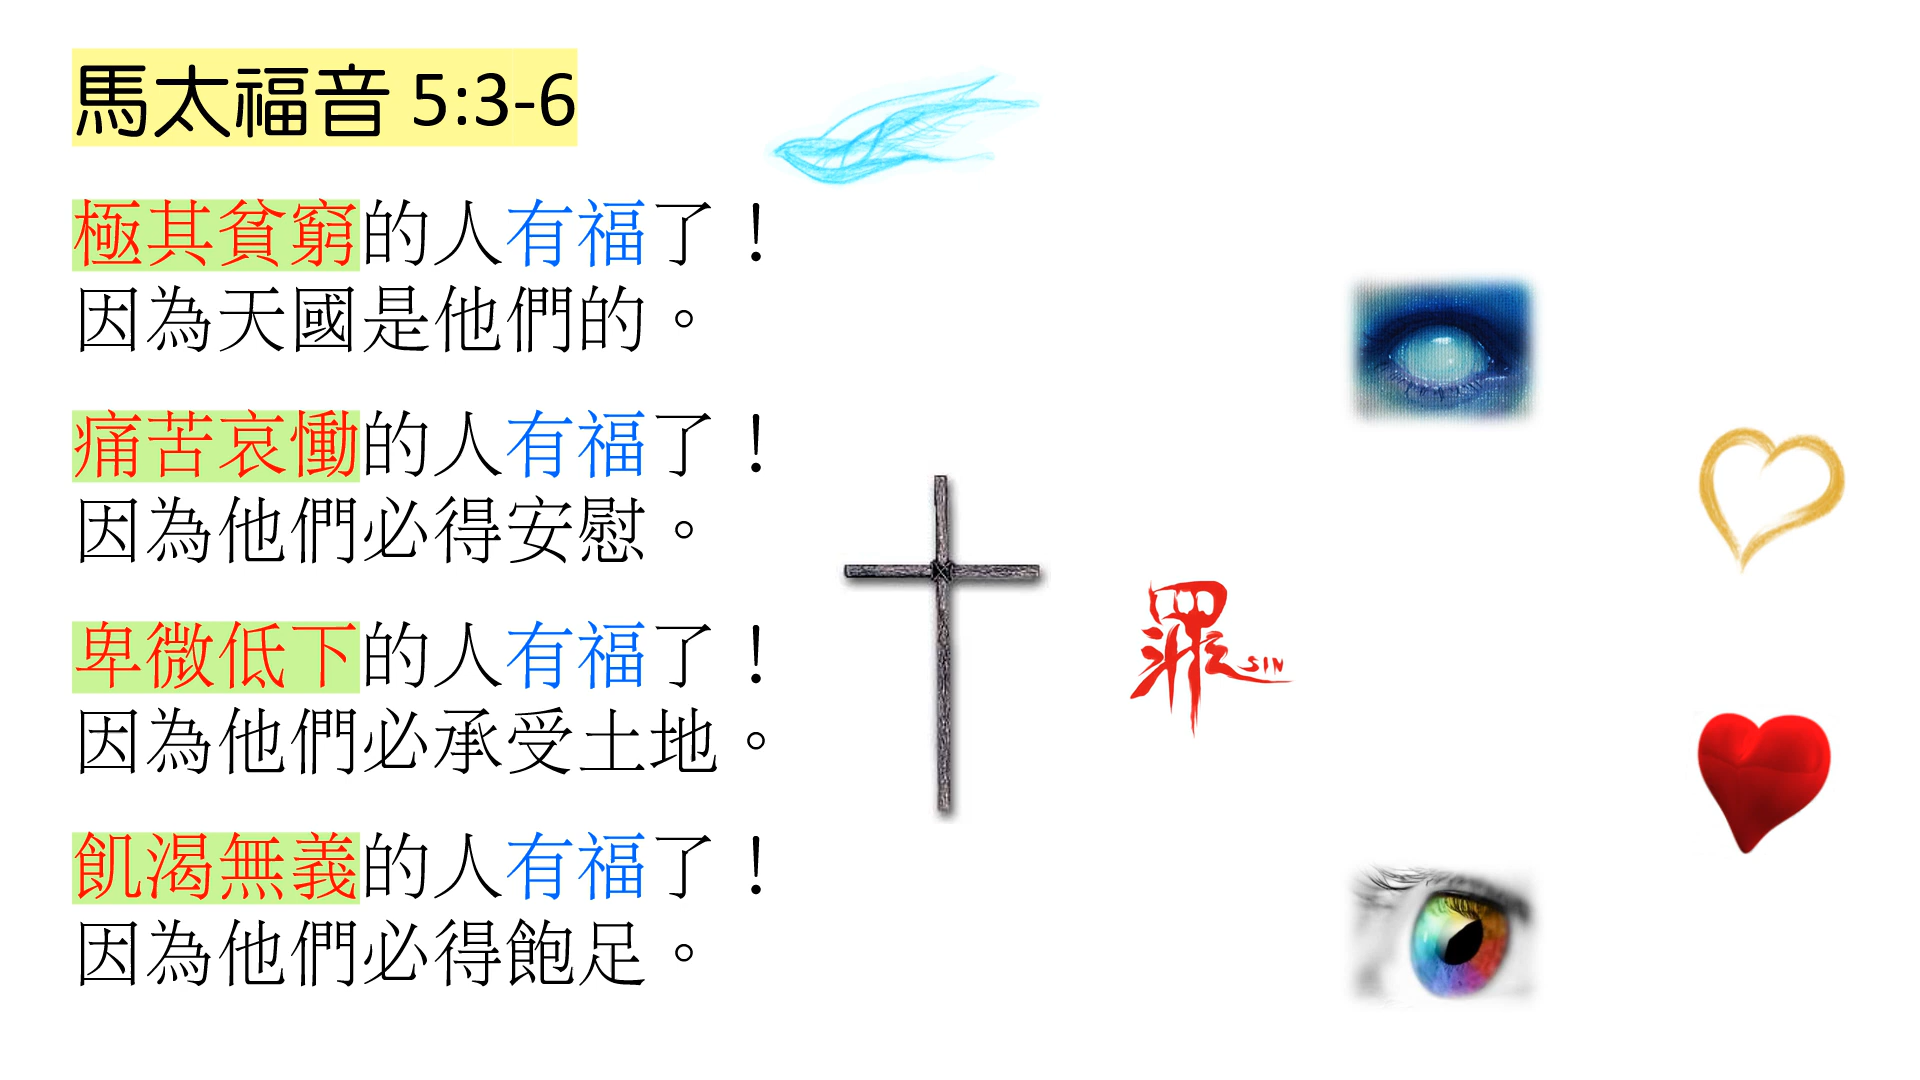 馬太福音 5:3-6
極其貧窮的人有福了！
因為天國是他們的。
痛苦哀慟的人有福了！
因為他們必得安慰。
卑微低下的人有福了！
因為他們必承受土地。
飢渴無義的人有福了！
因為他們必得飽足。
罪 SIN